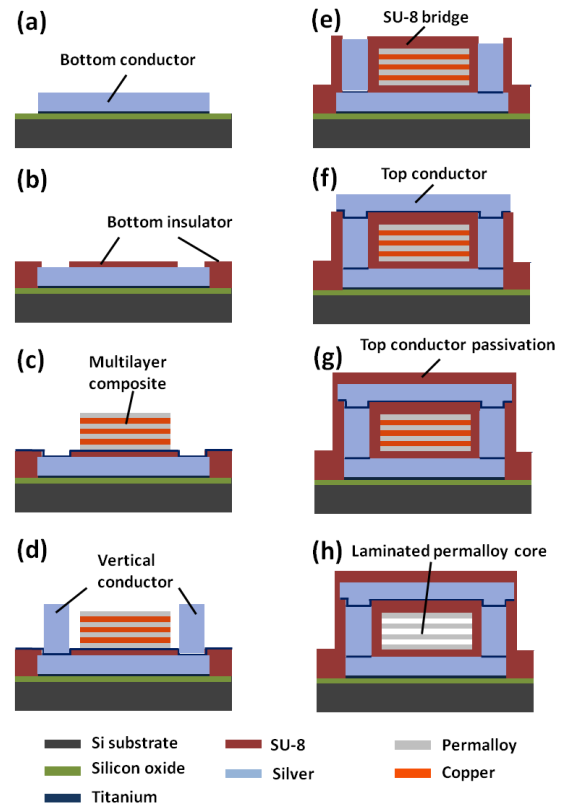 (a)
Bottom conductor
(b)
Bottom insulator
(c)
Multilayer
composite
(d)
Vertical
conductor
(e)
SU-8 bridge
(f)
Top conductor
(g)
Top conductor passivation
(h)
Laminated permalloy core
Si substrate
SU-8
Permalloy
Silicon oxide
Silver
Copper
Titanium